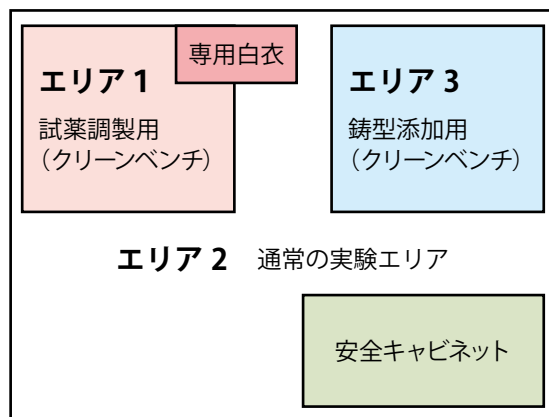 専用白衣
エリア 1
試薬調製用
(クリーンベンチ)
エリア 3
鋳型添加用
(クリーンベンチ)
エリア 2 通常の実験エリア
安全キャビネット